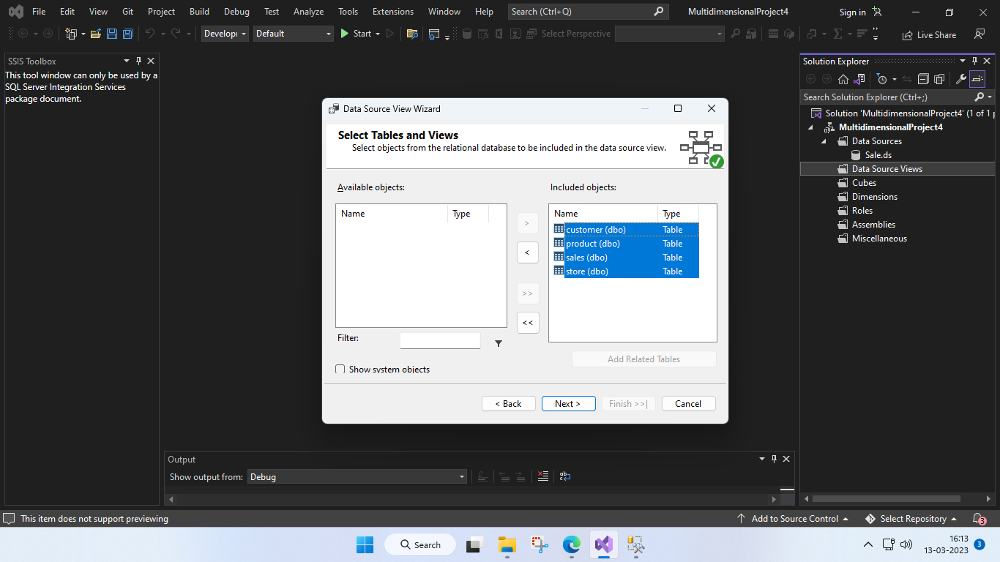 File Edit View Git Project Build Debug Test Analyze Tools Extensions Window Help Search (Ctrl+Q) MultidimensionalProject4 Sign in
Developı Default Start Select Perspective Live Share
SSIS Toolbox
This tool window can only be used by a
SQL Server Integration Services
package document.
Data Source View Wizard
Select Tables and Views
Select objects from the relational database to be included in the data source view.
Available objects:
Name Type
>
<
>>
<<
Filter:
Show system objects
Included objects:
Name Type
customer (dbo) Table
product (dbo) Table
sales (dbo) Table
store (dbo) Table
Add Related Tables
< Back Next > Finish >>| Cancel
Solution Explorer
Search Solution Explorer (Ctrl+;)
Solution 'MultidimensionalProject4' (1 of 1 p
MultidimensionalProject4
Data Sources
Sale.ds
Data Source Views
Cubes
Dimensions
Roles
Assemblies
Miscellaneous
Output
Show output from: Debug
This item does not support previewing Add to Source Control Select Repository 3
Search
16:13
13-03-2023 3